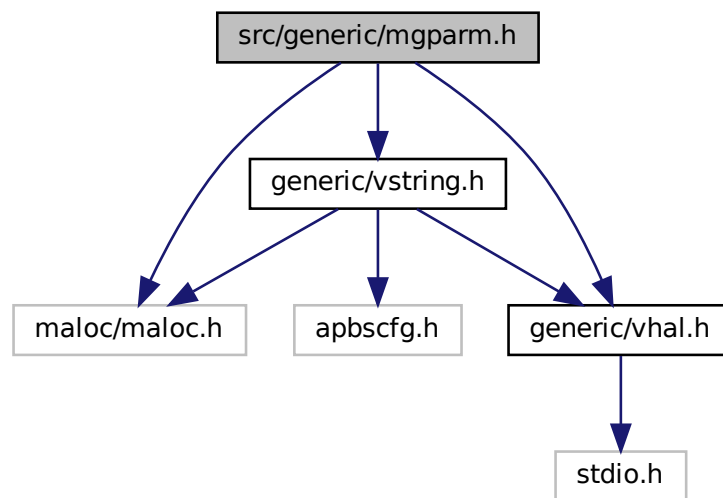 src/generic/mgparm.h
generic/vstring.h
maloc/maloc.h
apbscfg.h
generic/vhal.h
stdio.h